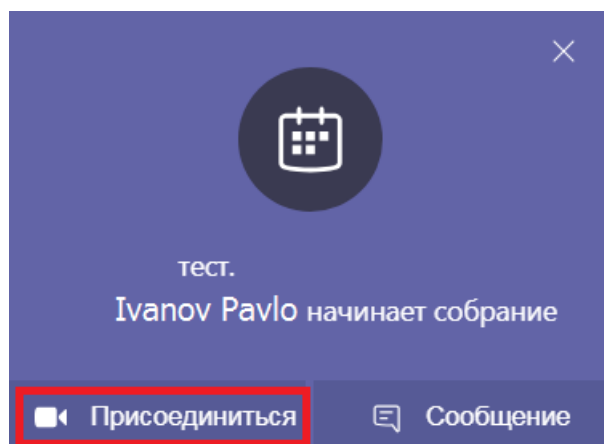 тест.
Ivanov Pavlo начинает собрание
Присоединиться Сообщение